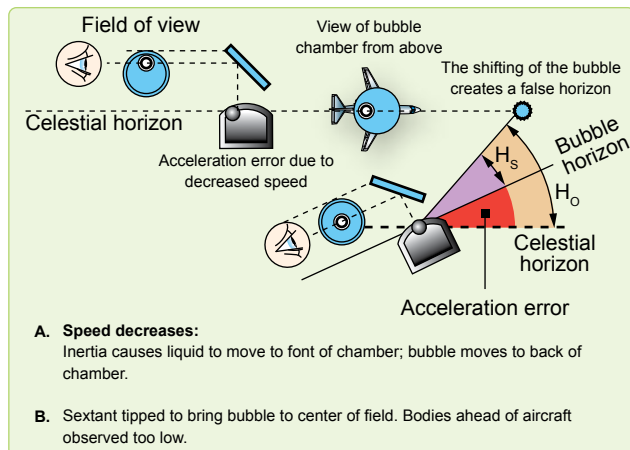 Field of view
View of bubble
chamber from above
The shifting of the bubble
creates a false horizon
Celestial horizon
Acceleration error due to
decreased speed
HS
Bubble
horizon
HO
Celestial
horizon
Acceleration error
A. Speed decreases:
Inertia causes liquid to move to font of chamber; bubble moves to back of
chamber.
B. Sextant tipped to bring bubble to center of field. Bodies ahead of aircraft
observed too low.